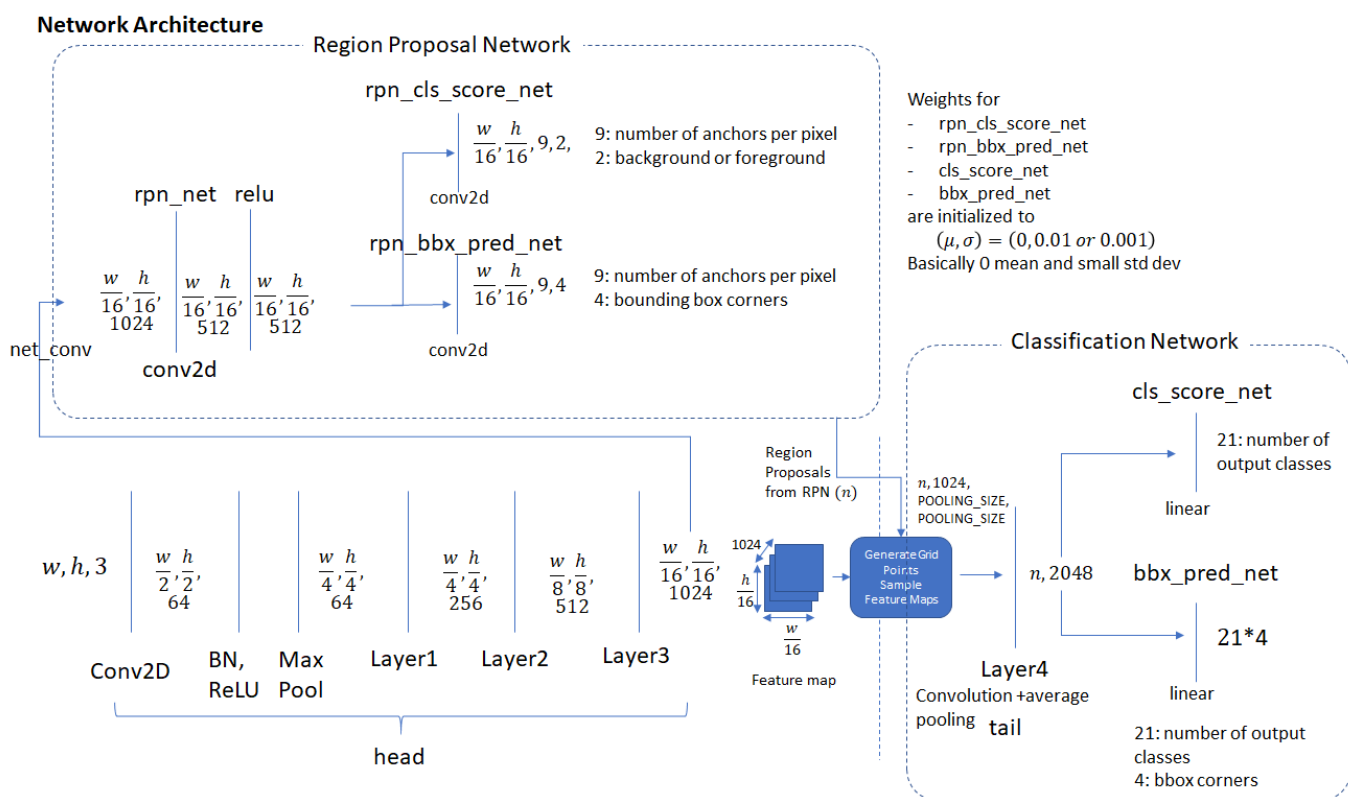 Network Architecture
Region Proposal Network
rpn_cls_score_net
w/16, h/16, 9,2,
9: number of anchors per pixel
2: background or foreground
conv2d
rpn_net relu
rpn_bbx_pred_net
w/16, h/16, 9,4
9: number of anchors per pixel
4: bounding box corners
conv2d
w/16, h/16,
1024
w/16, h/16,
512
w/16, h/16,
512
conv2d
net_conv
Weights for
- rpn_cls_score_net
- rpn_bbx_pred_net
- cls_score_net
- bbx_pred_net
are initialized to
(μ, σ) = (0, 0.01 or 0.001)
Basically 0 mean and small std dev
w, h, 3
w/2, h/2,
64
w/4, h/4,
64
w/4, h/4,
256
w/8, h/8,
512
w/16, h/16,
1024
Conv2D
BN,
ReLU
Max
Pool
Layer1
Layer2
Layer3
head
Region
Proposals
from RPN (n)
1024
h/16
w/16
Feature map
Generate Grid
Points
Sample
Feature Maps
Classification Network
n, 1024,
POOLING_SIZE,
POOLING_SIZE
n, 2048
Layer4
Convolution +average
pooling
tail
cls_score_net
21: number of
output classes
linear
bbx_pred_net
21*4
linear
21: number of output
classes
4: bbox corners